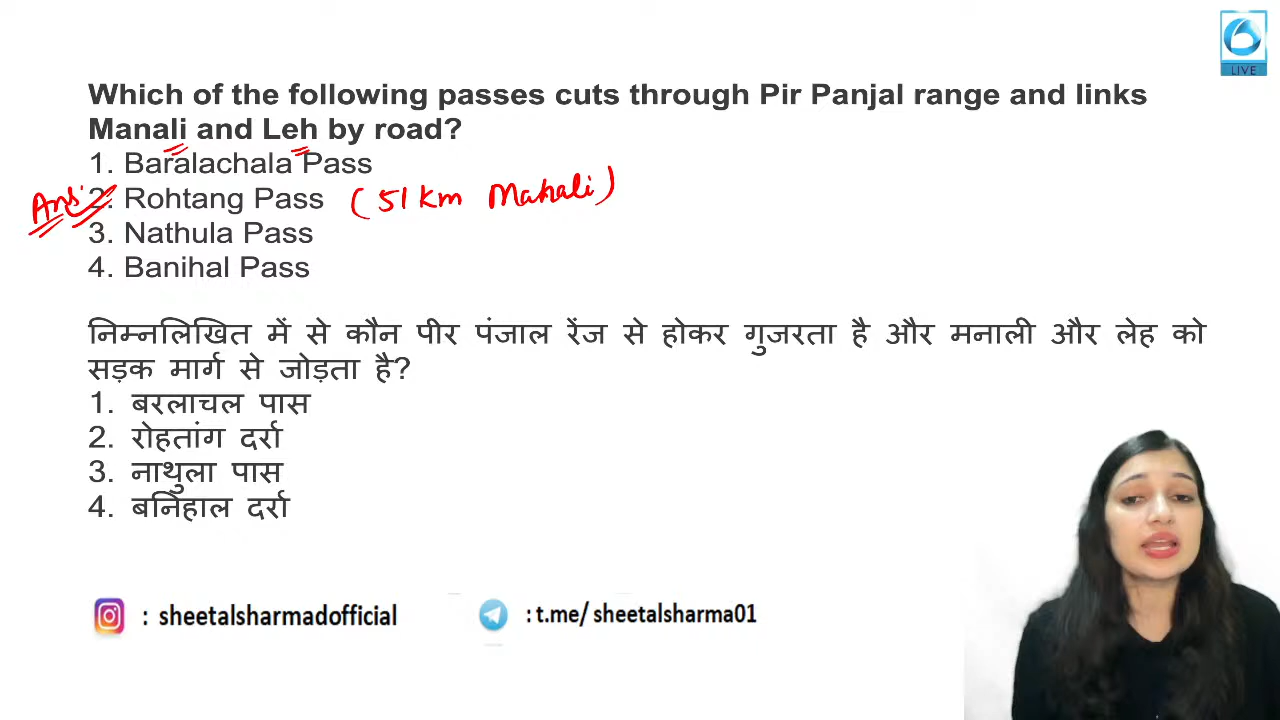 LIVE
Which of the following passes cuts through Pir Panjal range and links
Manali and Leh by road?
1. Baralachala Pass
Ans. 2. Rohtang Pass (51 km Manali)
3. Nathula Pass
4. Banihal Pass
निम्नलिखित में से कौन पीर पंजाल रेंज से होकर गुजरता है और मनाली और लेह को
सड़क मार्ग से जोड़ता है?
1. बरलाचल पास
2. रोहतांग दर्रा
3. नाथुला पास
4. बनिहाल दर्रा
: sheetalsharmadofficial
: t.me/ sheetalsharma01